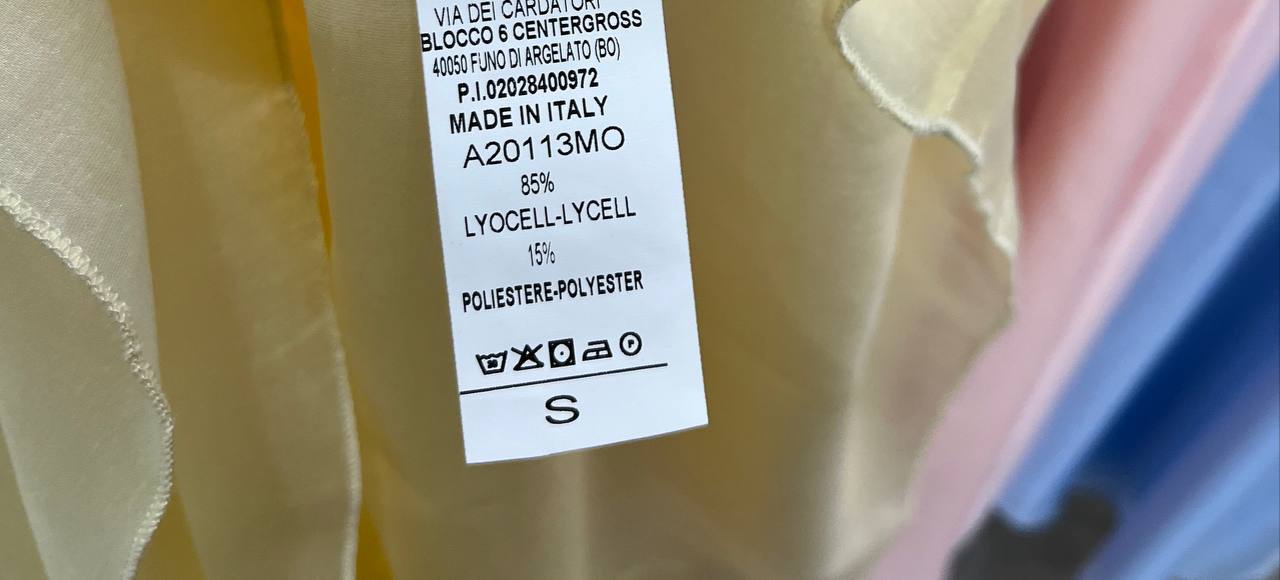 VIA DEI CARDATORI
BLOCCO 6 CENTERGROSS
40050 FUNO DI ARGELATO (BO)
P.I.02028400972
MADE IN ITALY
A20113MO
85%
LYOCELL-LYCELL
15%
POLIESTERE-POLYESTER
30 P
S